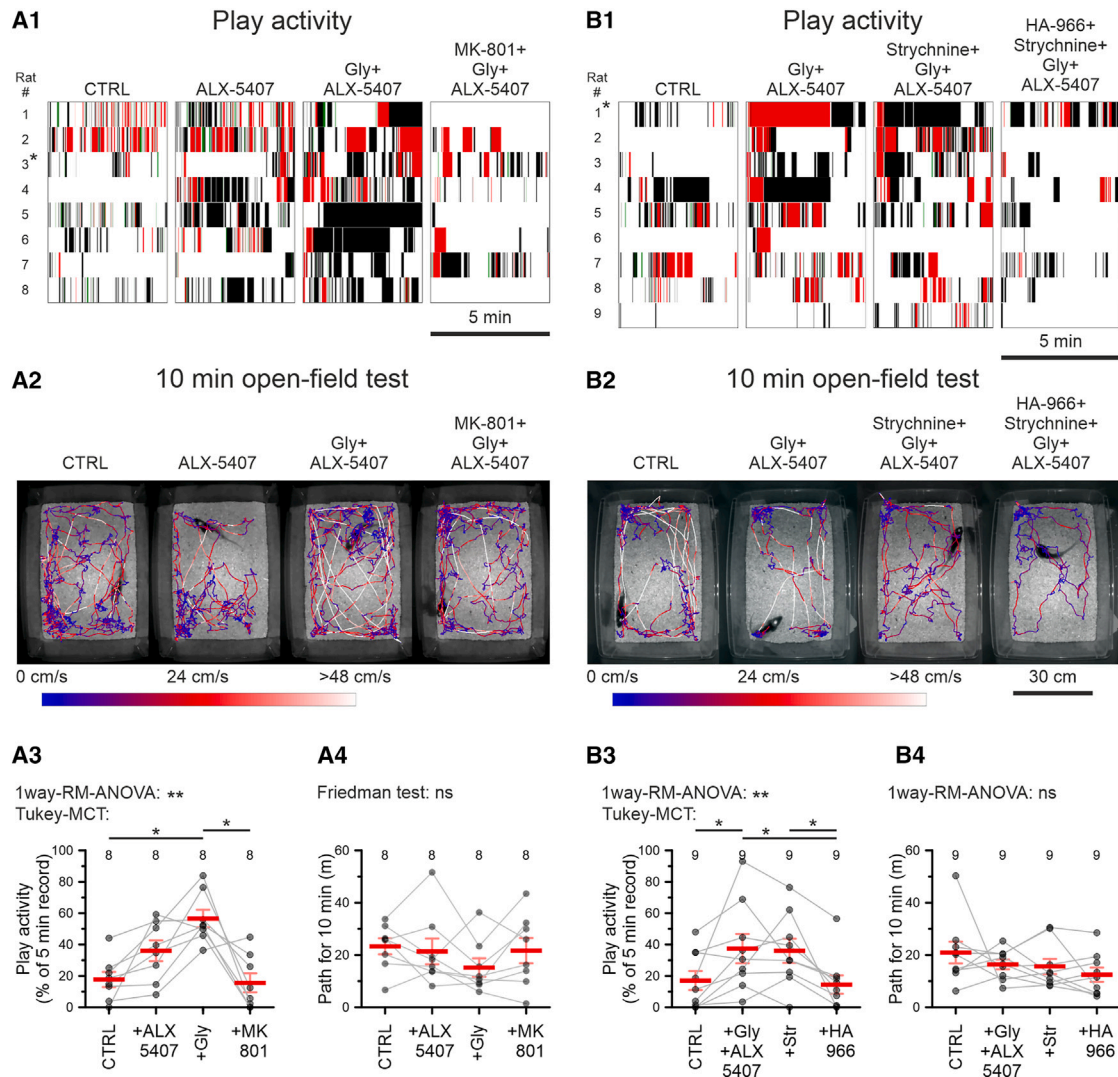 A1 Play activity
Rat #
CTRL
ALX-5407
Gly+
ALX-5407
MK-801+
Gly+
ALX-5407
1
2
3*
4
5
6
7
8
5 min
B1 Play activity
Rat #
CTRL
Gly+
ALX-5407
Strychnine+
Gly+
ALX-5407
HA-966+
Strychnine+
Gly+
ALX-5407
1*
2
3
4
5
6
7
8
9
5 min
A2 10 min open-field test
CTRL
ALX-5407
Gly+
ALX-5407
MK-801+
Gly+
ALX-5407
0 cm/s 24 cm/s >48 cm/s
B2 10 min open-field test
CTRL
Gly+
ALX-5407
Strychnine+
Gly+
ALX-5407
HA-966+
Strychnine+
Gly+
ALX-5407
0 cm/s 24 cm/s >48 cm/s 30 cm
A3
1way-RM-ANOVA: **
Tukey-MCT:
* *
8 8 8 8
Play activity
(% of 5 min record)
100
80
60
40
20
0
CTRL
+ALX
5407
+Gly
+MK
801
A4
Friedman test: ns
8 8 8 8
Path for 10 min (m)
60
40
20
0
CTRL
+ALX
5407
+Gly
+MK
801
B3
1way-RM-ANOVA: **
Tukey-MCT:
* * *
9 9 9 9
Play activity
(% of 5 min record)
100
80
60
40
20
0
CTRL
+Gly
+ALX
5407
+Str
+HA
966
B4
1way-RM-ANOVA: ns
9 9 9 9
Path for 10 min (m)
60
40
20
0
CTRL
+Gly
+ALX
5407
+Str
+HA
966